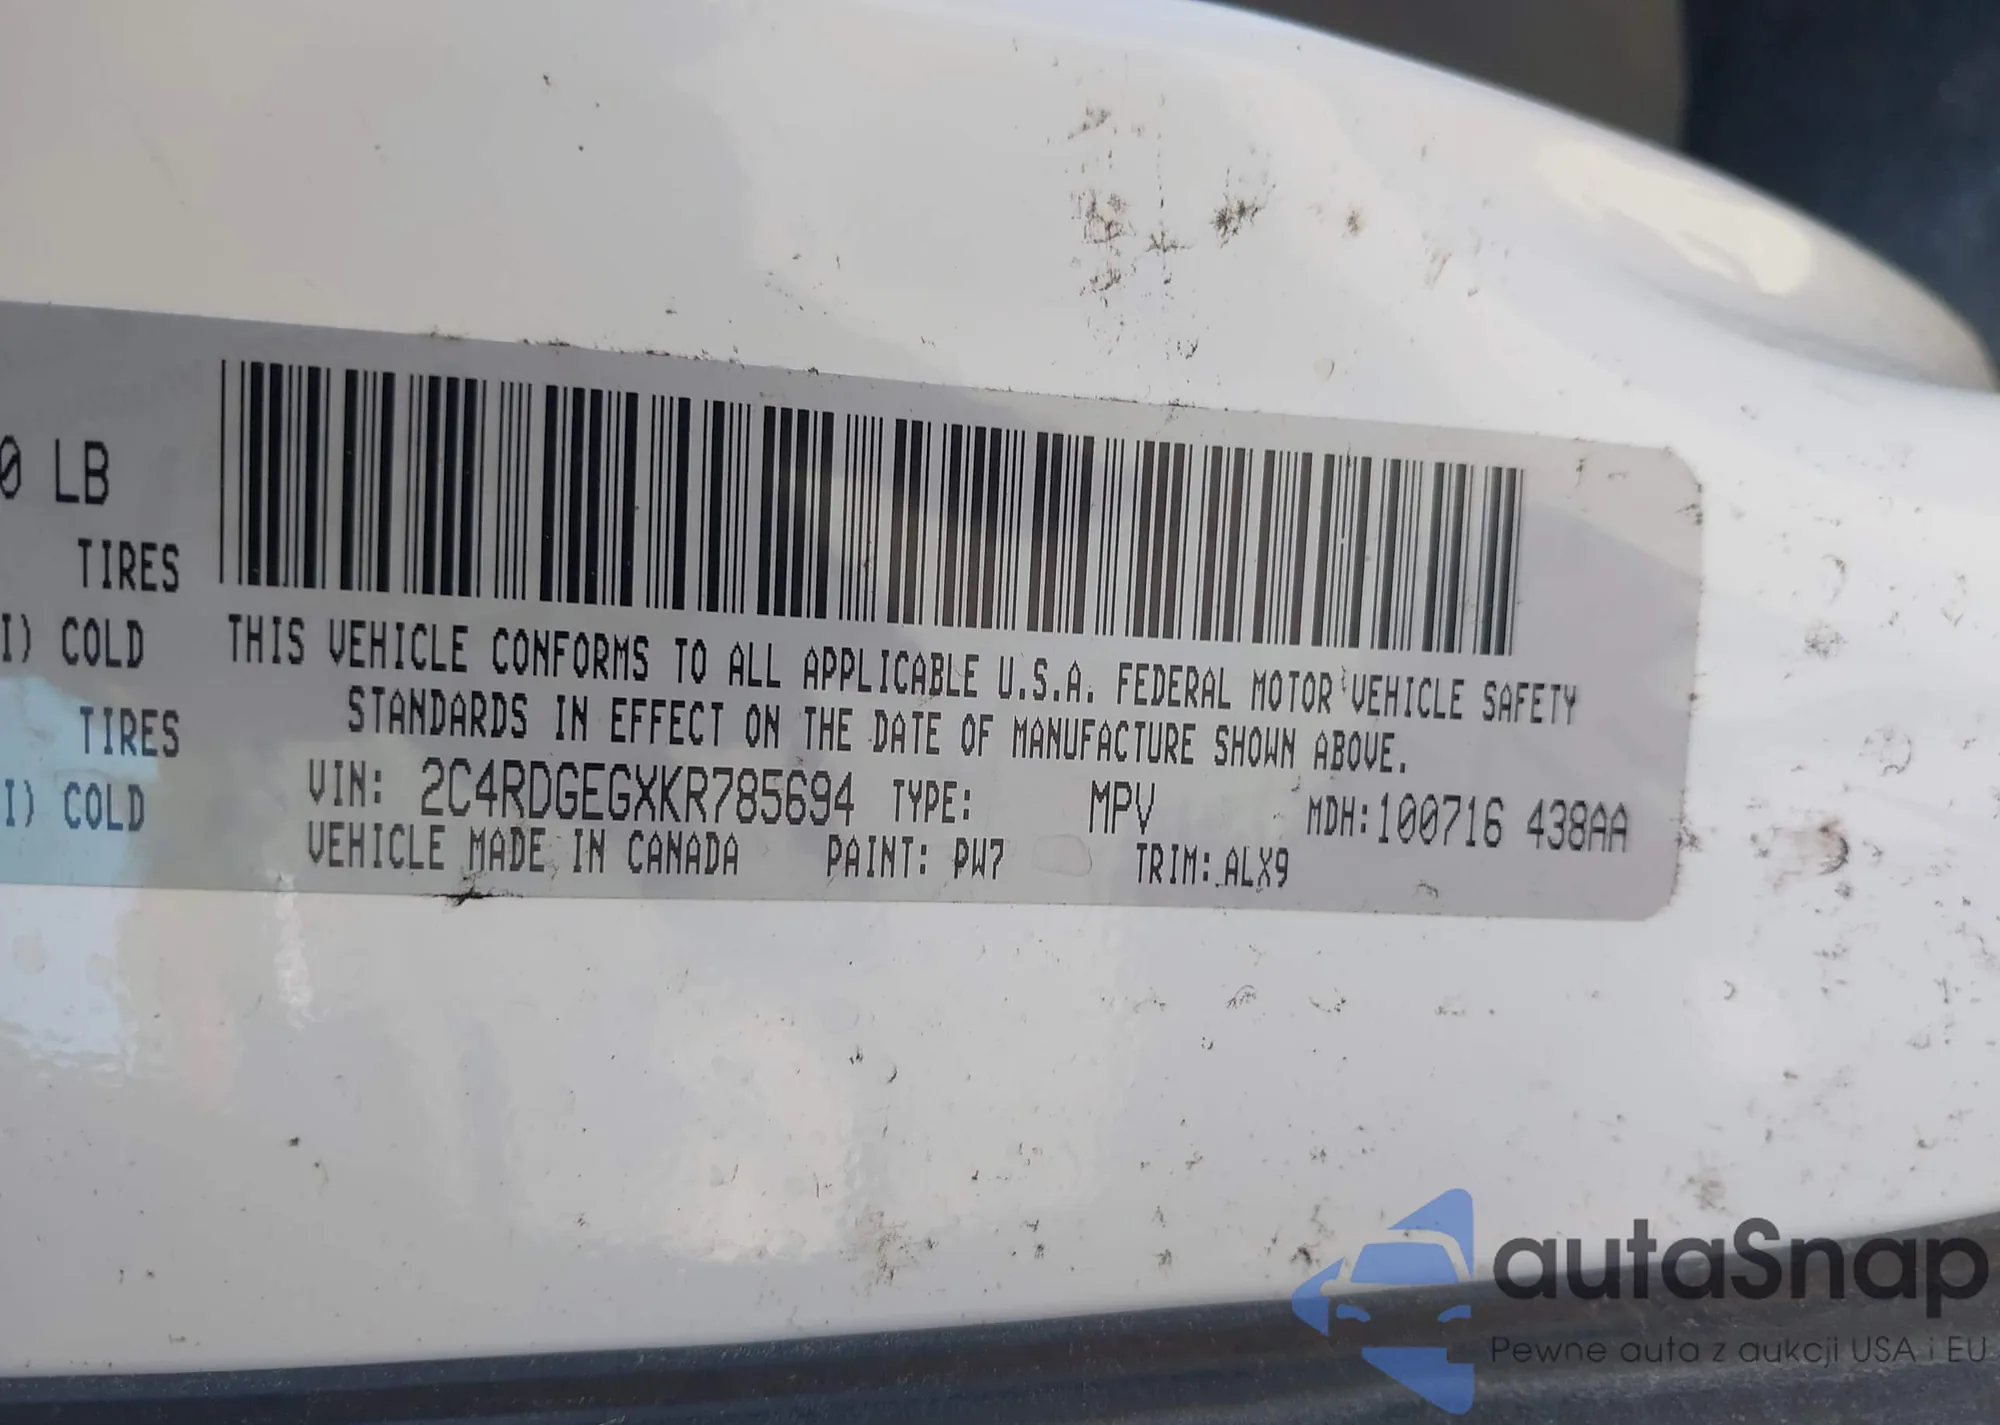 0 LB
TIRES
I) COLD
TIRES
I) COLD
THIS VEHICLE CONFORMS TO ALL APPLICABLE U.S.A. FEDERAL MOTOR VEHICLE SAFETY
STANDARDS IN EFFECT ON THE DATE OF MANUFACTURE SHOWN ABOVE.
VIN: 2C4RDGEGXKR785694 TYPE: MPV MDH:100716 438AA
VEHICLE MADE IN CANADA PAINT: PW7 TRIM: ALX9
autaSnap
Pewne auta z aukcji USA i EU